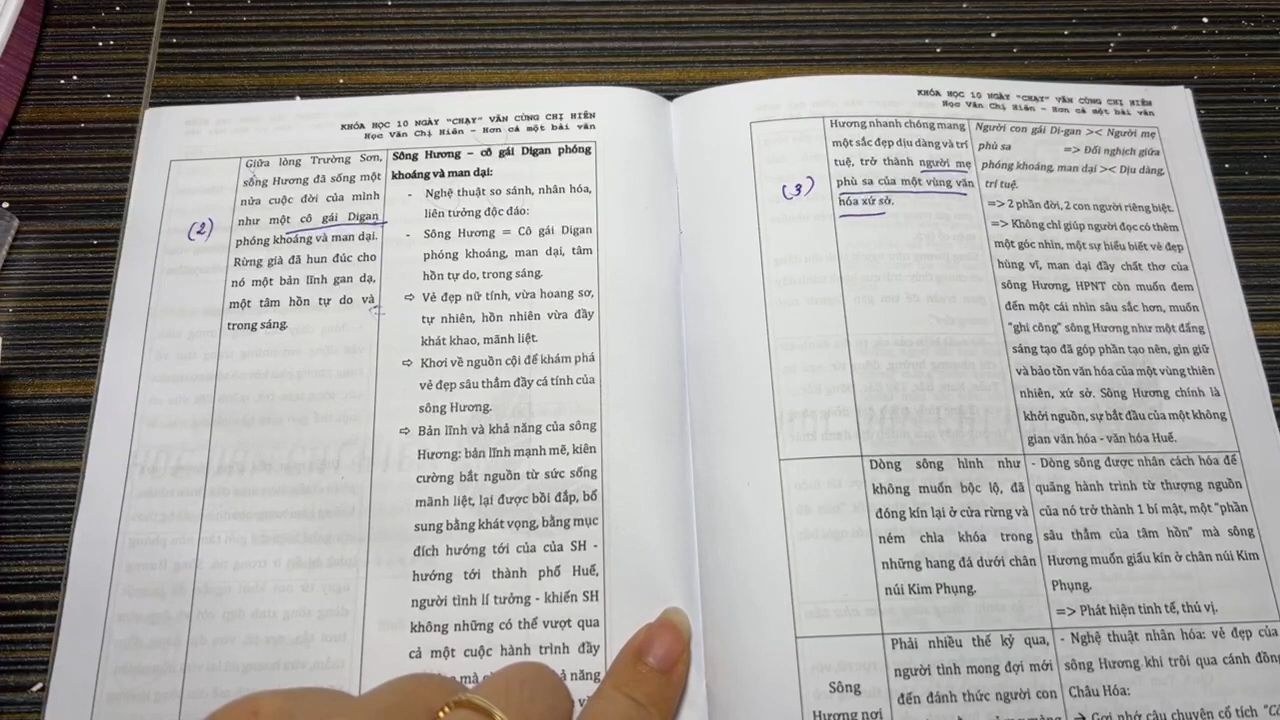 KHÓA HỌC 10 NGÀY "CHẠY" VĂN CÙNG CHỊ HIÊN
Học Văn Chị Hiên – Hơn cả một bài văn
(2)
Giữa lòng Trường Sơn,
sông Hương đã sống một
nửa cuộc đời của mình
như một cô gái Digan
phóng khoáng và man dại.
Rừng già đã hun đúc cho
nó một bản lĩnh gan dạ,
một tâm hồn tự do và
trong sáng.
Sông Hương – cô gái Digan phóng
khoáng và man dại:
- Nghệ thuật so sánh, nhân hóa,
liên tưởng độc đáo:
- Sông Hương = Cô gái Digan
phóng khoáng, man dại, tâm
hồn tự do, trong sáng.
⇨ Vẻ đẹp nữ tính, vừa hoang sơ,
tự nhiên, hồn nhiên vừa đầy
khát khao, mãnh liệt.
⇨ Khơi về nguồn cội để khám phá
vẻ đẹp sâu thẳm đầy cá tính của
sông Hương.
⇨ Bản lĩnh và khả năng của sông
Hương: bản lĩnh mạnh mẽ, kiên
cường bắt nguồn từ sức sống
mãnh liệt, lại được bồi đắp, bổ
sung bằng khát vọng, bằng mục
đích hướng tới của của SH -
hướng tới thành phố Huế,
người tình lí tưởng - khiến SH
không những có thể vượt qua
cả một cuộc hành trình đầy
mà
ả năng
KHÓA HỌC 10 NGÀY "CHẠY" VĂN CÙNG CHỊ HIÊN
Học Văn Chị Hiên – Hơn cả một bài văn
(3)
Hương nhanh chóng mang
một sắc đẹp dịu dàng và trí
tuệ, trở thành người mẹ
phù sa của một vùng văn
hóa xứ sở.
Người con gái Di-gan >< Người mẹ
phù sa => Đối nghịch giữa
phóng khoáng, man dại >< Dịu dàng,
trí tuệ.
=> 2 phần đời, 2 con người riêng biệt.
=> Không chỉ giúp người đọc có thêm
một góc nhìn, một sự hiểu biết vẻ đẹp
hùng vĩ, man dại đầy chất thơ của
sông Hương, HPNT còn muốn đem
đến một cái nhìn sâu sắc hơn, muốn
"ghi công" sông Hương như một đấng
sáng tạo đã góp phần tạo nên, gìn giữ
và bảo tồn văn hóa của một vùng thiên
nhiên, xứ sở. Sông Hương chính là
khởi nguồn, sự bắt đầu của một không
gian văn hóa - văn hóa Huế.
Dòng sông hình như
không muốn bộc lộ, đã
đóng kín lại ở cửa rừng và
ném chìa khóa trong
những hang đá dưới chân
núi Kim Phụng.
- Dòng sông được nhân cách hóa để
quãng hành trình từ thượng nguồn
của nó trở thành 1 bí mật, một "phần
sâu thẳm của tâm hồn" mà sông
Hương muốn giấu kín ở chân núi Kim
Phụng.
=> Phát hiện tinh tế, thú vị.
Sông
Hương nơi
Phải nhiều thế kỷ qua,
người tình mong đợi mới
đến đánh thức người con
- Nghệ thuật nhân hóa: vẻ đẹp của
sông Hương khi trôi qua cánh đồng
Châu Hóa:
→ Gợi nhớ câu chuyện cổ tích